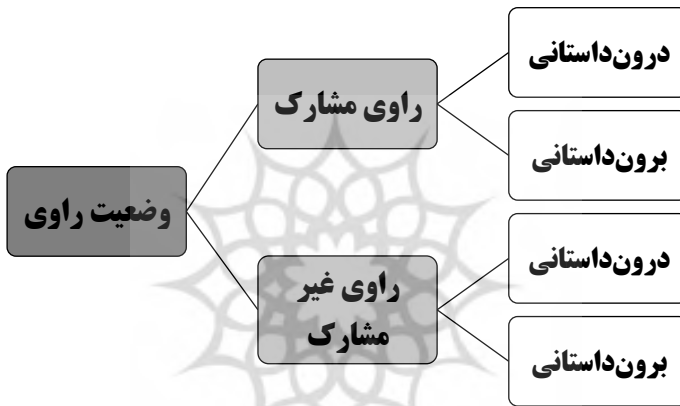 وضعیت راوی
راوی مشارک
درون‌داستانی
برون‌داستانی
راوی غیر
مشارک
درون‌داستانی
برون‌داستانی